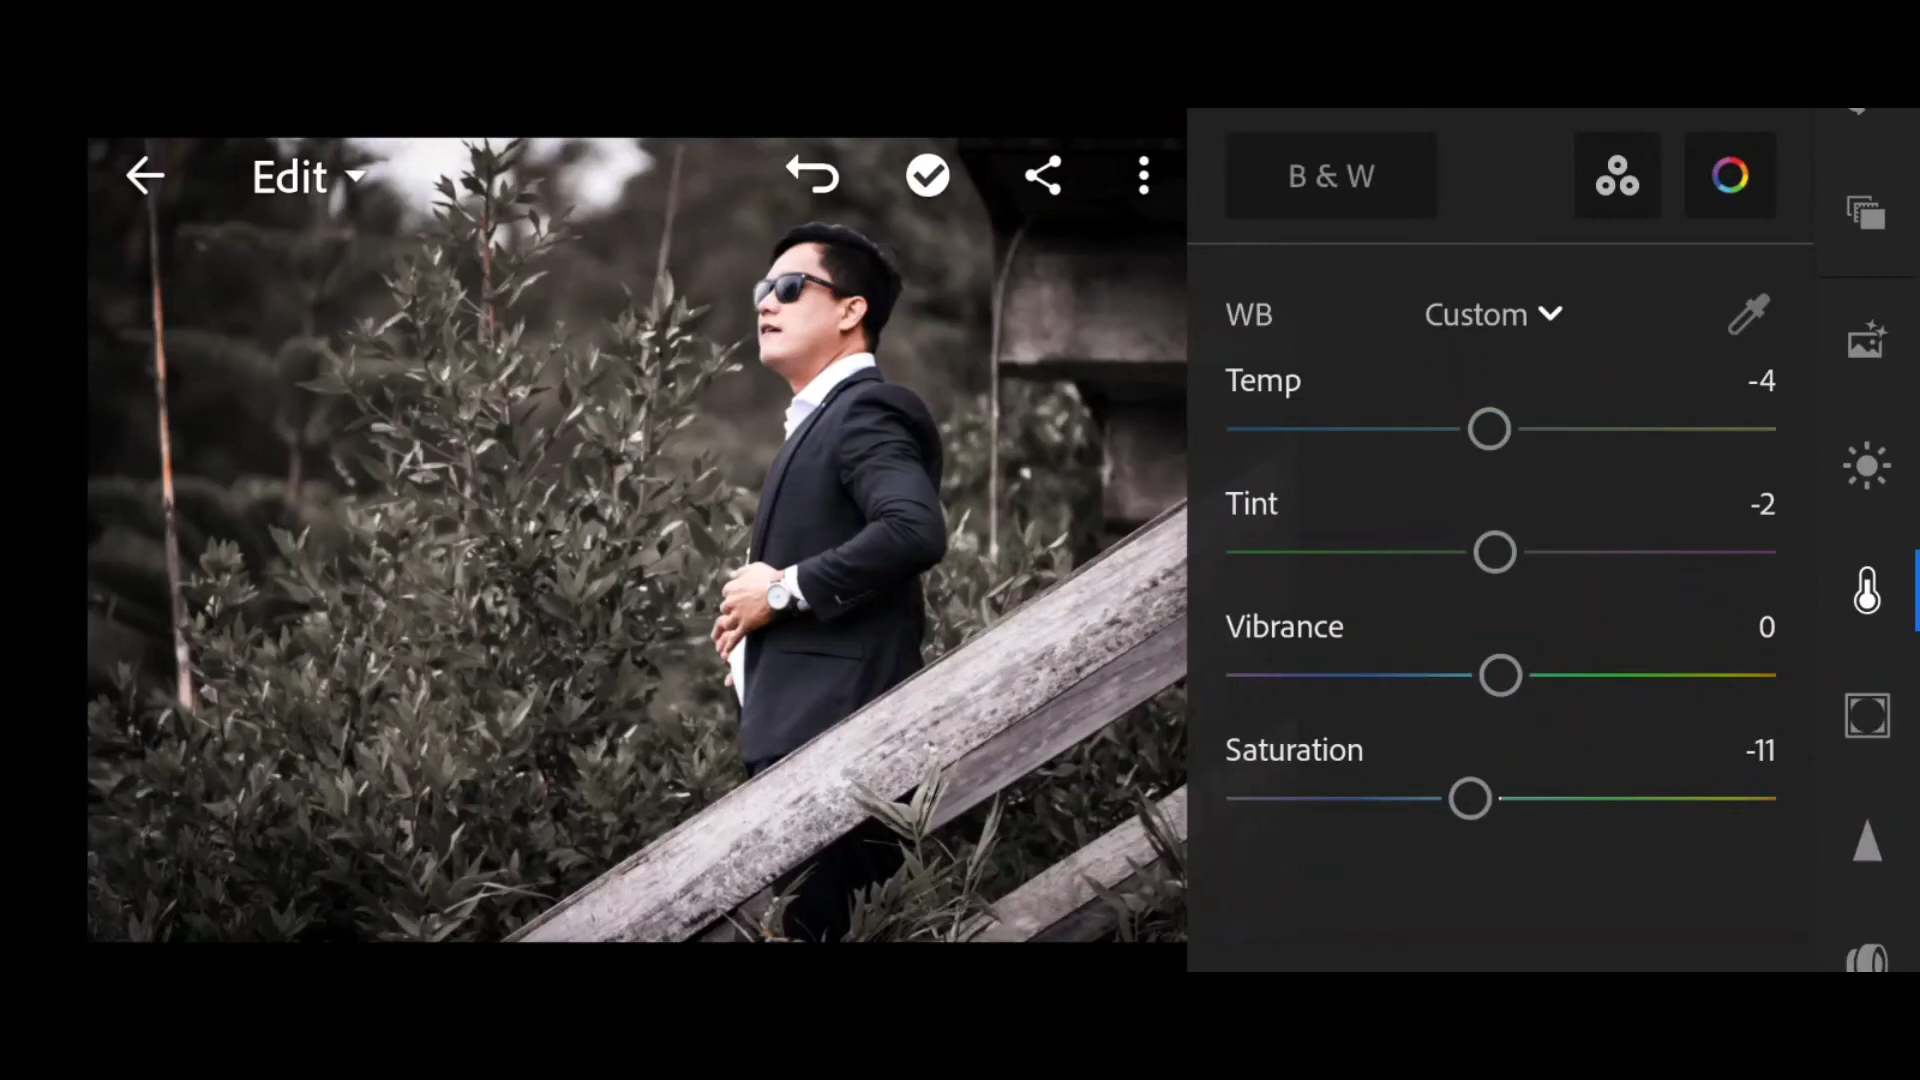 Edit
B & W
WB Custom
Temp -4
Tint -2
Vibrance 0
Saturation -11